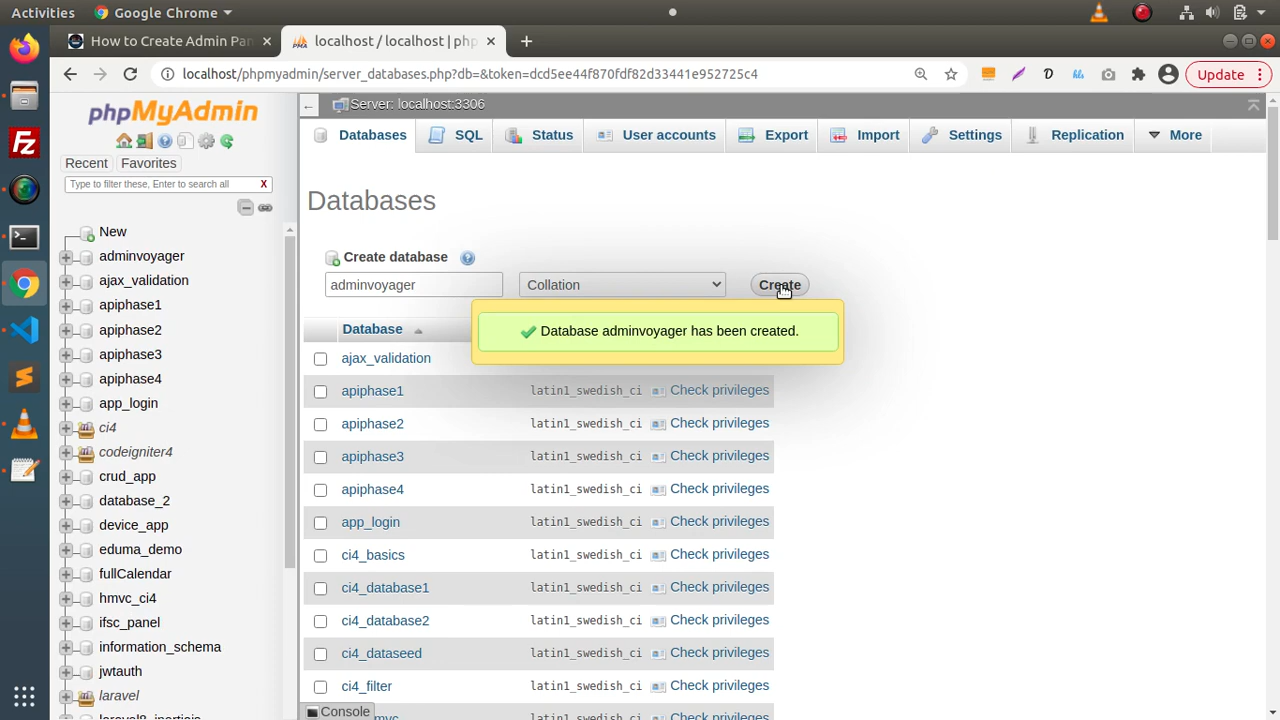 Activities Google Chrome
How to Create Admin Pan localhost / localhost | php
localhost/phpmyadmin/server_databases.php?db=&token=dcd5ee44f870fdf82d33441e952725c4 Update
phpMyAdmin
Recent Favorites
Type to filter these, Enter to search all X
New
adminvoyager
ajax_validation
apiphase1
apiphase2
apiphase3
apiphase4
app_login
ci4
codeigniter4
crud_app
database_2
device_app
eduma_demo
fullCalendar
hmvc_ci4
ifsc_panel
information_schema
jwtauth
laravel
Server: localhost:3306
Databases SQL Status User accounts Export Import Settings Replication More
Databases
Create database
adminvoyager Collation Create
Database
Database adminvoyager has been created.
ajax_validation
apiphase1 latin1_swedish_ci Check privileges
apiphase2 latin1_swedish_ci Check privileges
apiphase3 latin1_swedish_ci Check privileges
apiphase4 latin1_swedish_ci Check privileges
app_login latin1_swedish_ci Check privileges
ci4_basics latin1_swedish_ci Check privileges
ci4_database1 latin1_swedish_ci Check privileges
ci4_database2 latin1_swedish_ci Check privileges
ci4_dataseed latin1_swedish_ci Check privileges
ci4_filter latin1_swedish_ci Check privileges
Console